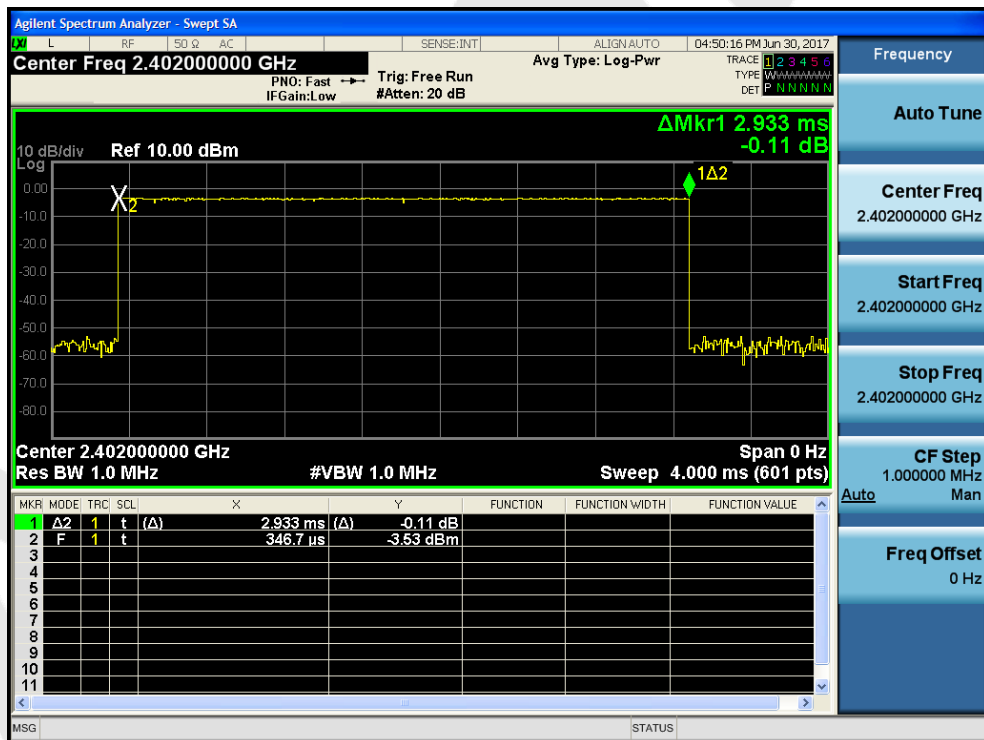 Agilent Spectrum Analyzer - Swept SA
LXI L RF 50 Ω AC SENSE:INT ALIGN AUTO 04:50:16 PM Jun 30, 2017
Center Freq 2.402000000 GHz
PNO: Fast
IFGain:Low
Trig: Free Run
#Atten: 20 dB
Avg Type: Log-Pwr
TRACE 1 2 3 4 5 6
TYPE W
DET P N N N N N
Frequency
Auto Tune
Center Freq
2.402000000 GHz
Start Freq
2.402000000 GHz
Stop Freq
2.402000000 GHz
CF Step
1.000000 MHz
Auto Man
Freq Offset
0 Hz
ΔMkr1 2.933 ms
-0.11 dB
10 dB/div Ref 10.00 dBm
Log
0.00
-10.0
-20.0
-30.0
-40.0
-50.0
-60.0
-70.0
-80.0
X2
1Δ2
Center 2.402000000 GHz Span 0 Hz
Res BW 1.0 MHz #VBW 1.0 MHz Sweep 4.000 ms (601 pts)
MKR MODE TRC SCL X Y FUNCTION FUNCTION WIDTH FUNCTION VALUE
1 Δ2 1 t (Δ) 2.933 ms (Δ) -0.11 dB
2 F 1 t 346.7 µs -3.53 dBm
3
4
5
6
7
8
9
10
11
MSG STATUS